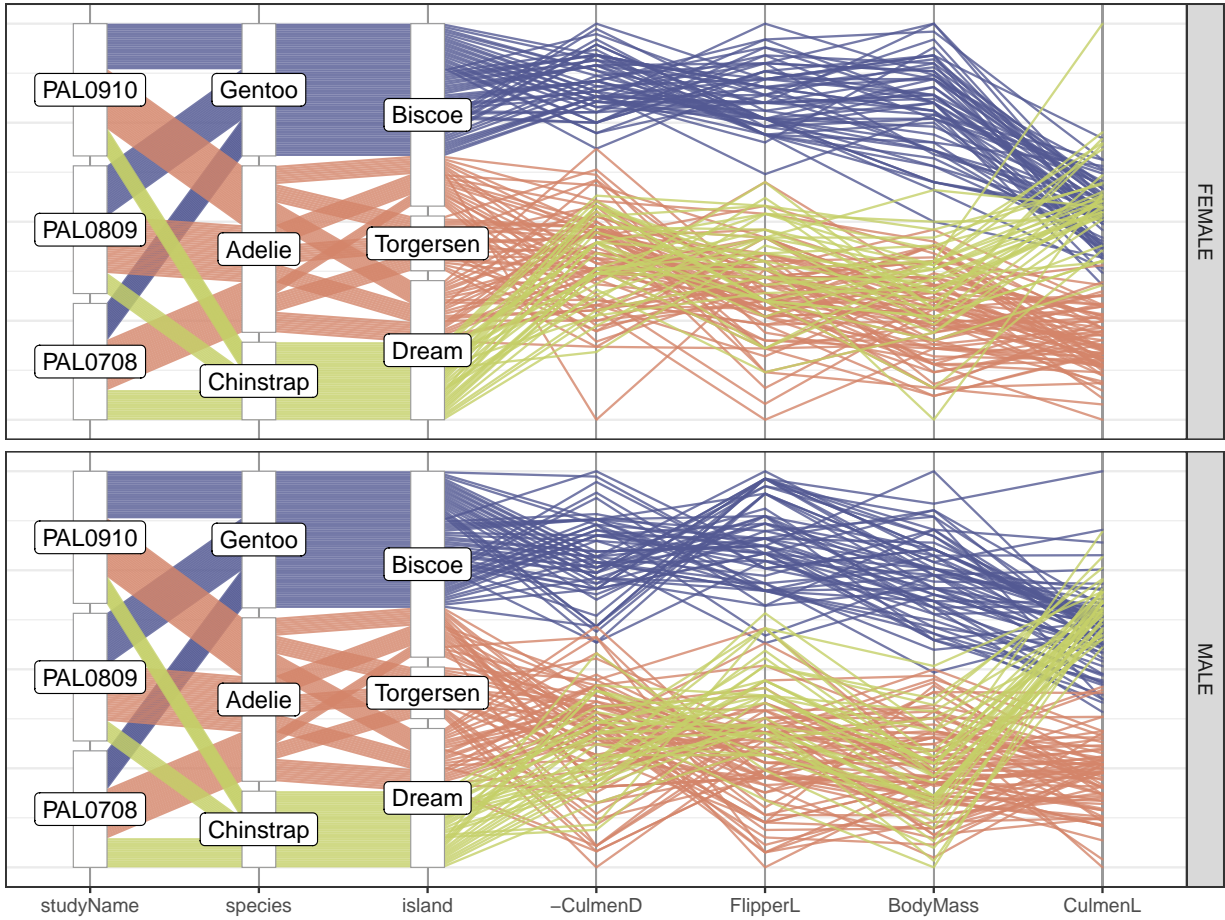 PAL0910
Gentoo
Biscoe
PAL0809
Adelie
Torgersen
PAL0708
Chinstrap
Dream
FEMALE
PAL0910
Gentoo
Biscoe
PAL0809
Adelie
Torgersen
PAL0708
Chinstrap
Dream
MALE
studyName species island −CulmenD FlipperL BodyMass CulmenL